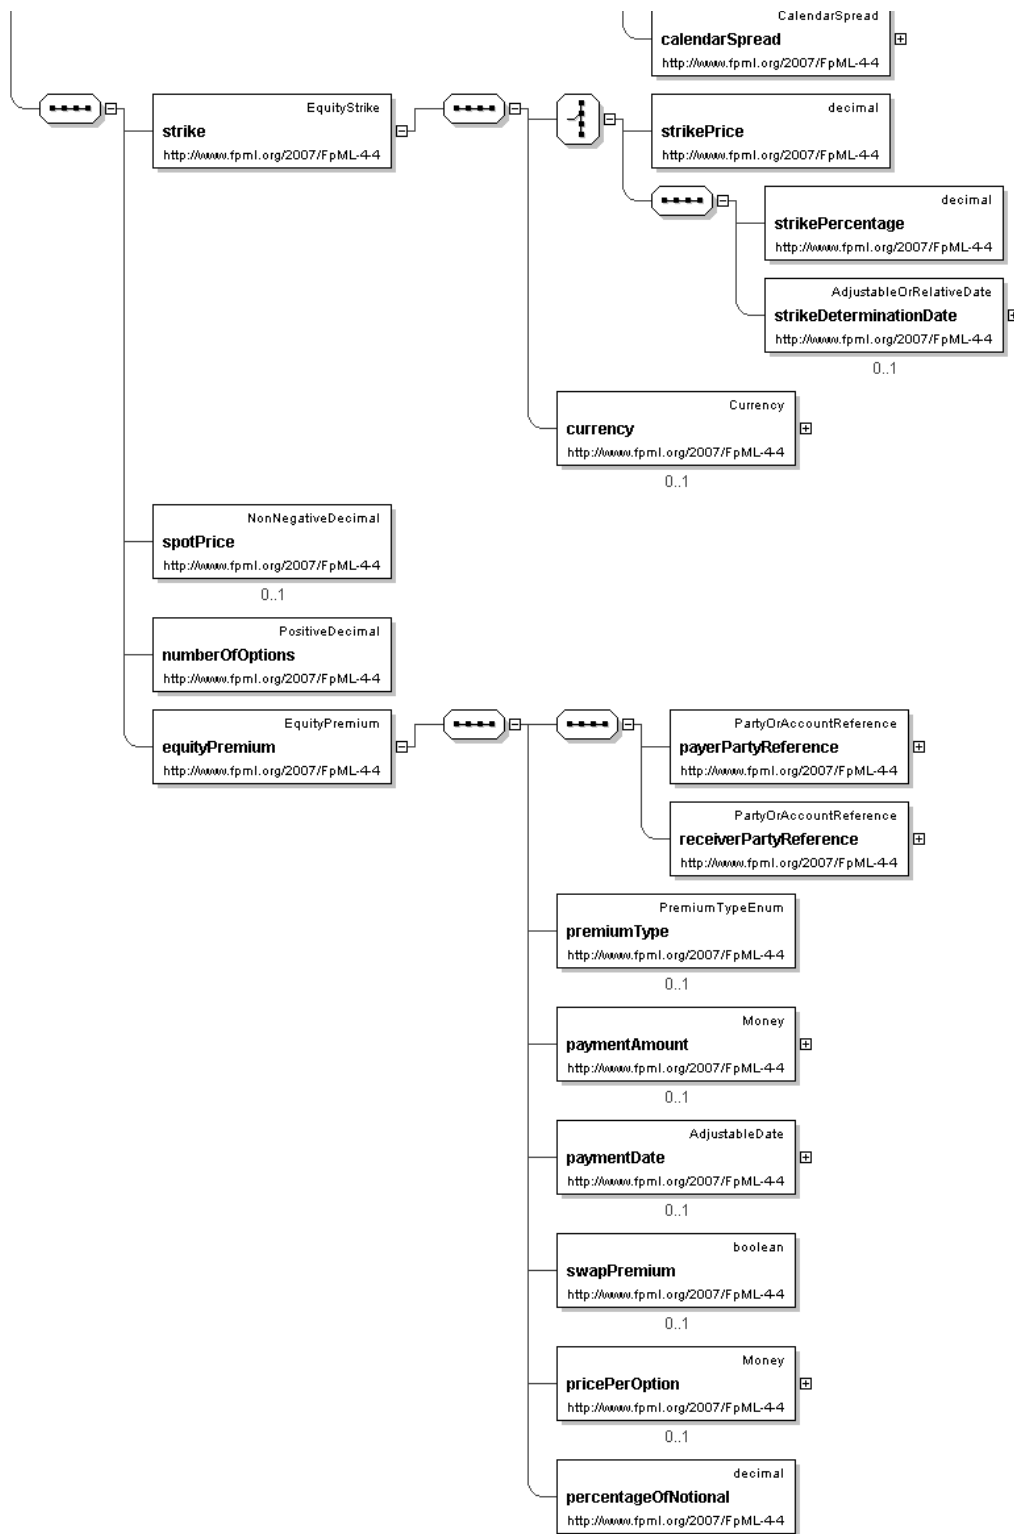 CalendarSpread
calendarSpread
http://www.fpml.org/2007/FpML-4-4
EquityStrike
strike
http://www.fpml.org/2007/FpML-4-4
decimal
strikePrice
http://www.fpml.org/2007/FpML-4-4
decimal
strikePercentage
http://www.fpml.org/2007/FpML-4-4
AdjustableOrRelativeDate
strikeDeterminationDate
http://www.fpml.org/2007/FpML-4-4
0..1
Currency
currency
http://www.fpml.org/2007/FpML-4-4
0..1
NonNegativeDecimal
spotPrice
http://www.fpml.org/2007/FpML-4-4
0..1
PositiveDecimal
numberOfOptions
http://www.fpml.org/2007/FpML-4-4
EquityPremium
equityPremium
http://www.fpml.org/2007/FpML-4-4
PartyOrAccountReference
payerPartyReference
http://www.fpml.org/2007/FpML-4-4
PartyOrAccountReference
receiverPartyReference
http://www.fpml.org/2007/FpML-4-4
PremiumTypeEnum
premiumType
http://www.fpml.org/2007/FpML-4-4
0..1
Money
paymentAmount
http://www.fpml.org/2007/FpML-4-4
0..1
AdjustableDate
paymentDate
http://www.fpml.org/2007/FpML-4-4
0..1
boolean
swapPremium
http://www.fpml.org/2007/FpML-4-4
0..1
Money
pricePerOption
http://www.fpml.org/2007/FpML-4-4
0..1
decimal
percentageOfNotional
http://www.fpml.org/2007/FpML-4-4